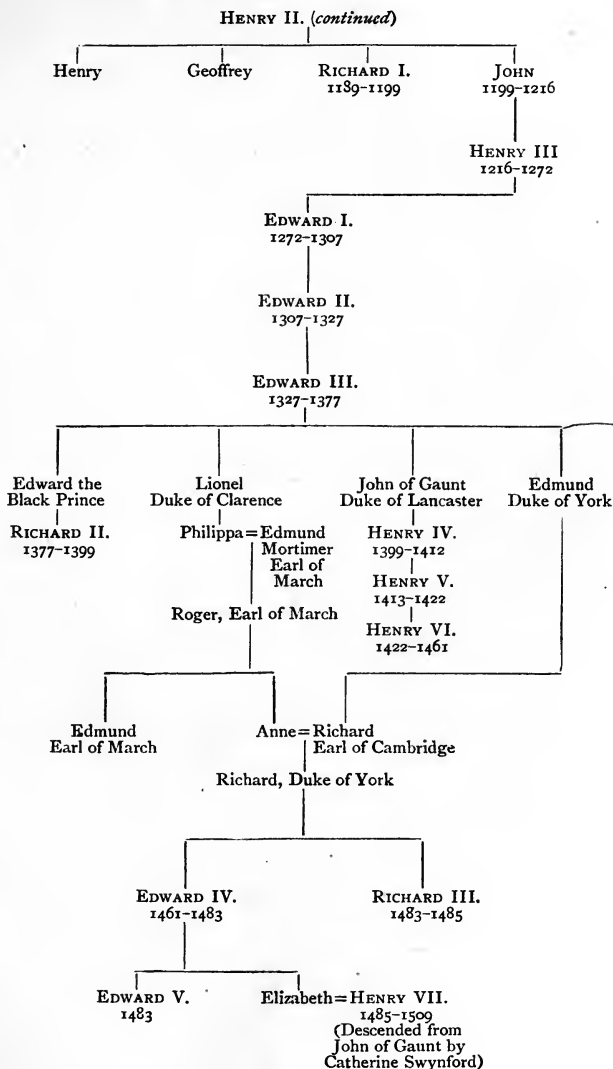 HENRY II. (continued)
Henry Geoffrey RICHARD I. JOHN
1189-1199 1199-1216
HENRY III
1216-1272
EDWARD I.
1272-1307
EDWARD II.
1307-1327
EDWARD III.
1327-1377
Edward the Lionel John of Gaunt Edmund
Black Prince Duke of Clarence Duke of Lancaster Duke of York
RICHARD II. Philippa = Edmund HENRY IV.
1377-1399 Mortimer 1399-1412
Earl of HENRY V.
March 1413-1422
Roger, Earl of March HENRY VI.
1422-1461
Edmund Anne = Richard
Earl of March Earl of Cambridge
Richard, Duke of York
EDWARD IV. RICHARD III.
1461-1483 1483-1485
EDWARD V. Elizabeth = HENRY VII.
1483 1485-1509
(Descended from
John of Gaunt by
Catherine Swynford)